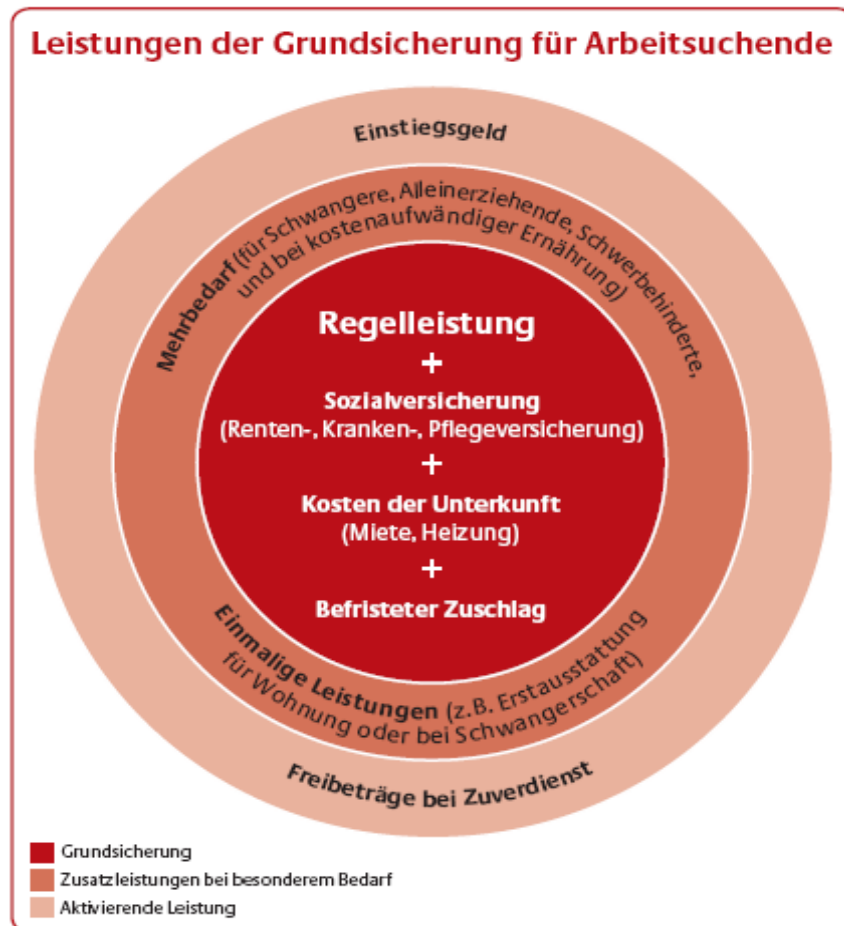 Leistungen der Grundsicherung für Arbeitsuchende
Einstiegsgeld
Mehrbedarf (für Schwangere, Alleinerziehende, Schwerbehinderte,
und bei kostenaufwändiger Ernährung)
Regelleistung
+
Sozialversicherung
(Renten-, Kranken-, Pflegeversicherung)
+
Kosten der Unterkunft
(Miete, Heizung)
+
Befristeter Zuschlag
Einmalige Leistungen (z.B. Erstausstattung
für Wohnung oder bei Schwangerschaft)
Freibeträge bei Zuverdienst
Grundsicherung
Zusatzleistungen bei besonderem Bedarf
Aktivierende Leistung